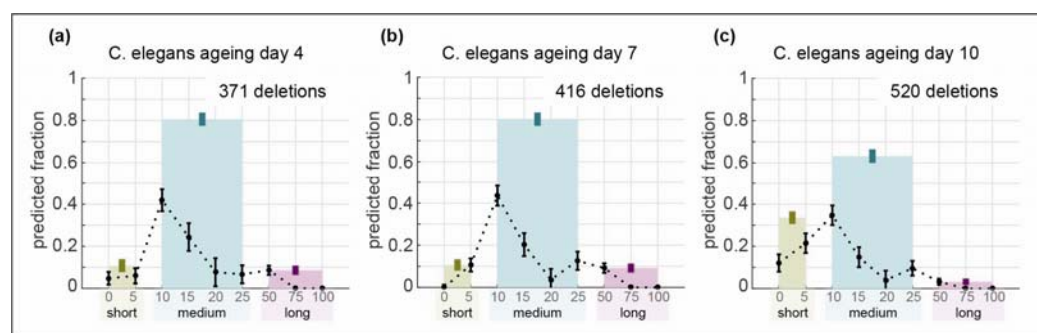 (a)
C. elegans ageing day 4
371 deletions
predicted fraction
1
0.8
0.6
0.4
0.2
0
0 5 10 15 20 25 50 75 100
short medium long
(b)
C. elegans ageing day 7
416 deletions
predicted fraction
1
0.8
0.6
0.4
0.2
0
0 5 10 15 20 25 50 75 100
short medium long
(c)
C. elegans ageing day 10
520 deletions
predicted fraction
1
0.8
0.6
0.4
0.2
0
0 5 10 15 20 25 50 75 100
short medium long